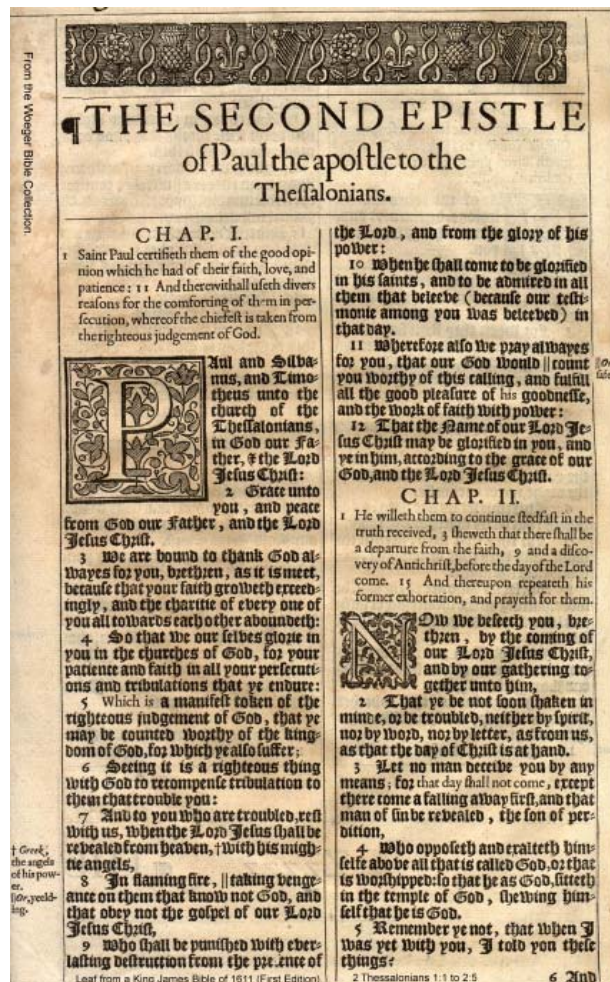 From the Woeger Bible Collection.
¶THE SECOND EPISTLE
of Paul the apoſtle to the
Theſſalonians.
CHAP. I.
1 Saint Paul certifieth them of the good opi-
nion which he had of their faith, love, and
patience: 11 And therewithall uſeth divers
reaſons for the comforting of them in per-
ſecution, whereof the chiefeſt is taken from
the righteous judgement of God.
PAul and Silva-
nus, and Timo-
theus unto the
church of the
Theſſalonians,
in God our Fa-
ther, & the Lord
Jeſus Chriſt:
2 Grace unto
you, and peace
from God our Father, and the Lord
Jeſus Chriſt.
3 We are bound to thank God al-
wayes for you, brethren, as it is meet,
becauſe that your faith groweth exceed-
ingly, and the charitie of every one of
you all towards each other aboundeth:
4 So that we our ſelves glorie in
you in the churches of God, for your
patience and faith in all your perſecuti-
ons and tribulations that ye endure:
5 Which is a manifeſt token of the
righteous judgement of God, that ye
may be counted worthy of the king-
dom of God, for which ye alſo ſuffer;
6 Seeing it is a righteous thing
with God to recompenſe tribulation to
them that trouble you:
7 And to you who are troubled, reſt
with us, when the Lord Jeſus ſhall be
revealed from heaven, †with his migh-
tie angels,
8 In flaming fire, ||taking venge-
ance on them that know not God, and
that obey not the goſpel of our Lord
Jeſus Chriſt,
9 Who ſhall be puniſhed with ever-
laſting deſtruction from the preſence of
† Greek,
the angels
of his pow-
er.
||Or, yeeld-
ing.
the Lord, and from the glory of his
power:
10 When he ſhall come to be glorified
in his ſaints, and to be admired in all
them that beleeve (becauſe our teſti-
monie among you was beleeved) in
that day.
11 Wherefore alſo we pray alwayes
for you, that our God would ||count
you worthy of this calling, and fulfill
all the good pleaſure of his goodneſſe,
and the work of faith with power:
12 That the Name of our Lord Je-
ſus Chriſt may be glorified in you, and
ye in him, according to the grace of our
God, and the Lord Jeſus Chriſt.
||Or
CHAP. II.
1 He willeth them to continue ſtedfaſt in the
truth received, 3 ſheweth that there ſhall be
a departure from the faith, 9 and a diſco-
very of Antichriſt, before the day of the Lord
come. 15 And thereupon repeateth his
former exhortation, and prayeth for them.
NOw we beſeech you, bre-
thren, by the coming of
our Lord Jeſus Chriſt,
and by our gathering to-
gether unto him,
2 That ye be not ſoon ſhaken in
minde, or be troubled, neither by ſpirit,
nor by word, nor by letter, as from us,
as that the day of Chriſt is at hand.
3 Let no man deceive you by any
means; for that day ſhall not come, except
there come a falling away firſt, and that
man of ſin be revealed, the ſon of per-
dition,
4 Who oppoſeth and exalteth him-
ſelfe above all that is called God, or that
is worſhipped: ſo that he as God, ſitteth
in the temple of God, ſhewing him-
ſelf that he is God.
5 Remember ye not, that when I
was yet with you, I told you theſe
things?
6 And
Leaf from a King James Bible of 1611 (First Edition)
2 Thessalonians 1:1 to 2:5